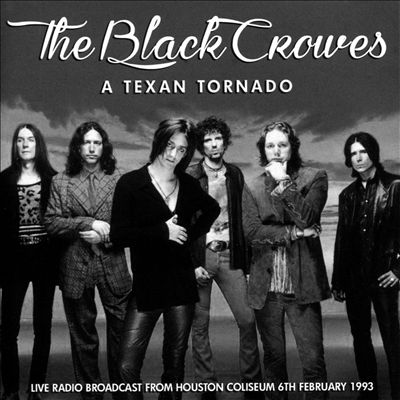 The Black Crowes
A TEXAN TORNADO
LIVE RADIO BROADCAST FROM HOUSTON COLISEUM 6TH FEBRUARY 1993